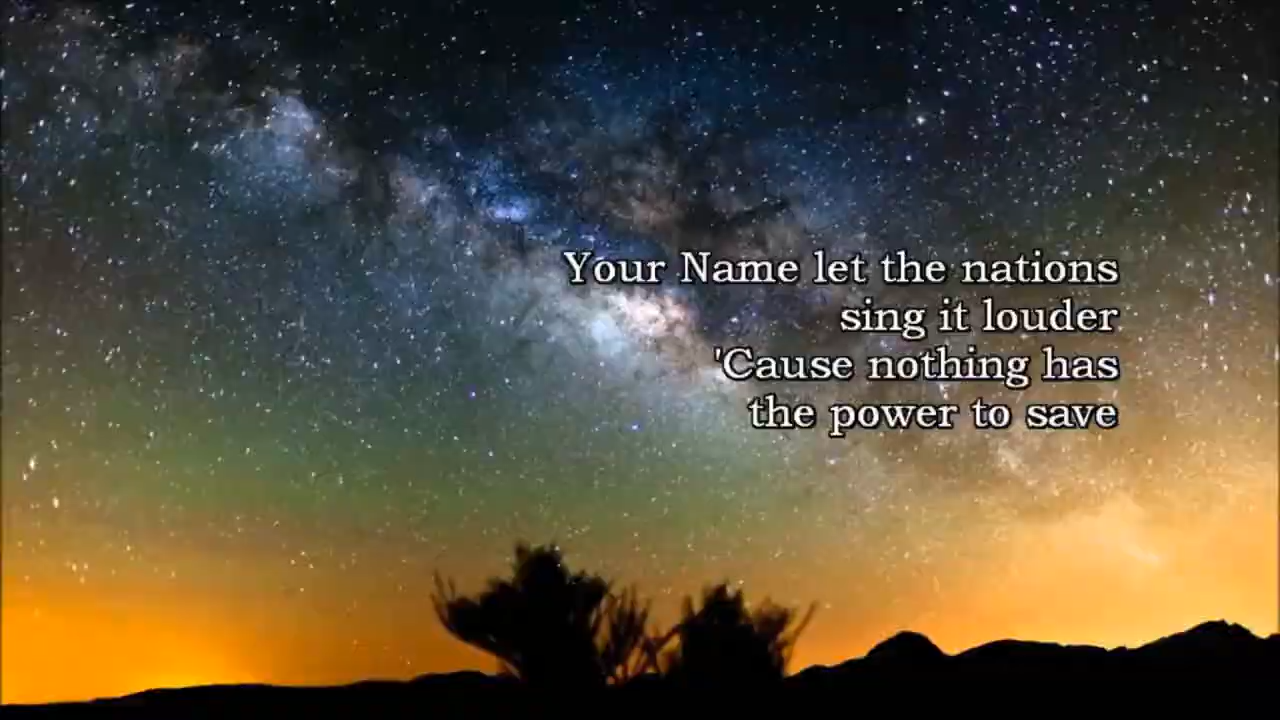 Your Name let the nations
sing it louder
'Cause nothing has
the power to save